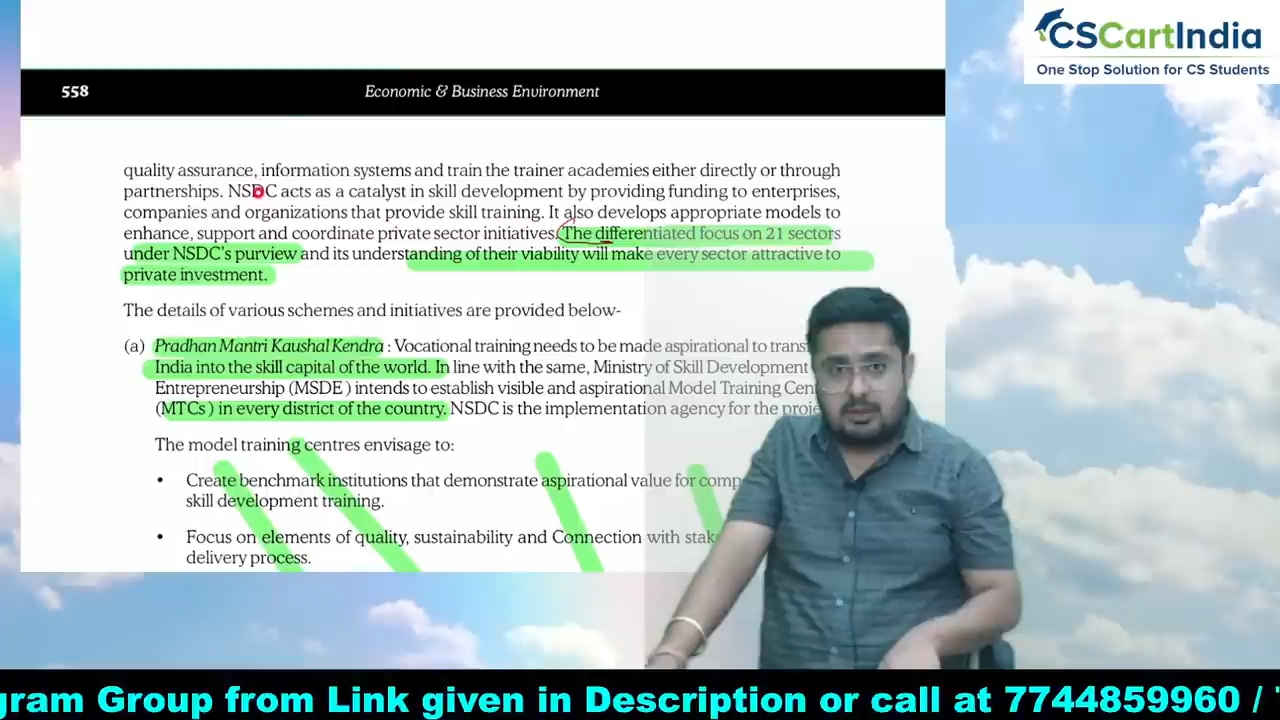 CSCartIndia
One Stop Solution for CS Students
558
Economic & Business Environment
quality assurance, information systems and train the trainer academies either directly or through
partnerships. NSDC acts as a catalyst in skill development by providing funding to enterprises,
companies and organizations that provide skill training. It also develops appropriate models to
enhance, support and coordinate private sector initiatives. The differentiated focus on 21 sectors
under NSDC's purview and its understanding of their viability will make every sector attractive to
private investment.
The details of various schemes and initiatives are provided below-
(a) Pradhan Mantri Kaushal Kendra : Vocational training needs to be made aspirational to
India into the skill capital of the world. In line with the same, Ministry of Skill Development
Entrepreneurship (MSDE ) intends to establish visible and aspirational Model Training
(MTCs ) in every district of the country. NSDC is the implementation agency for the
The model training centres envisage to:
• Create benchmark institutions that demonstrate aspirational value for
skill development training.
• Focus on elements of quality, sustainability and Connection with
delivery process.
gram Group from Link given in Description or call at 7744859960 /